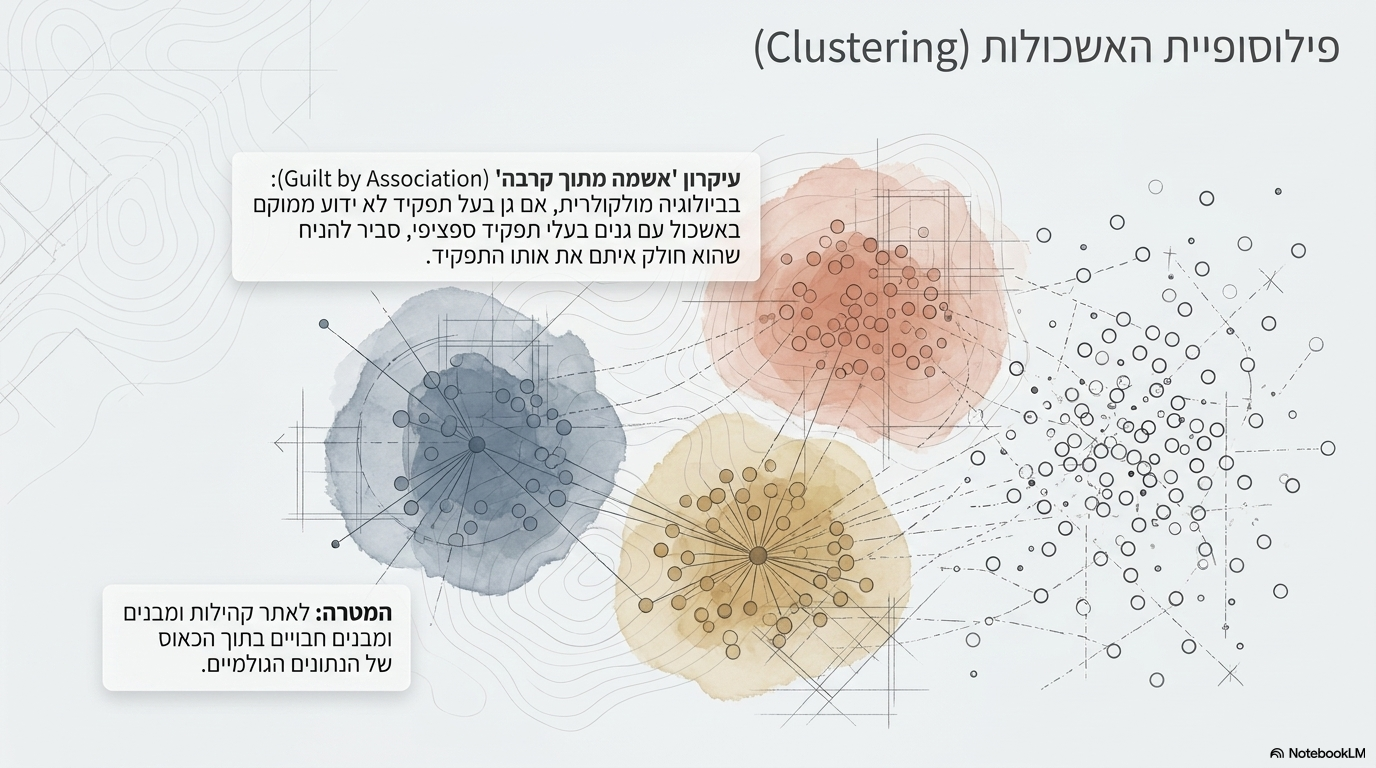 פילוסופיית האשכולות (Clustering)
עיקרון 'אשמה מתוך קרבה' (Guilt by Association):
בביולוגיה מולקולרית, אם גן בעל תפקיד לא ידוע ממוקם
באשכול עם גנים בעלי תפקיד ספציפי, סביר להניח
שהוא חולק איתם את אותו התפקיד.
המטרה: לאתר קהילות ומבנים
ומבנים חבויים בתוך הכאוס
של הנתונים הגולמיים.
NotebookLM